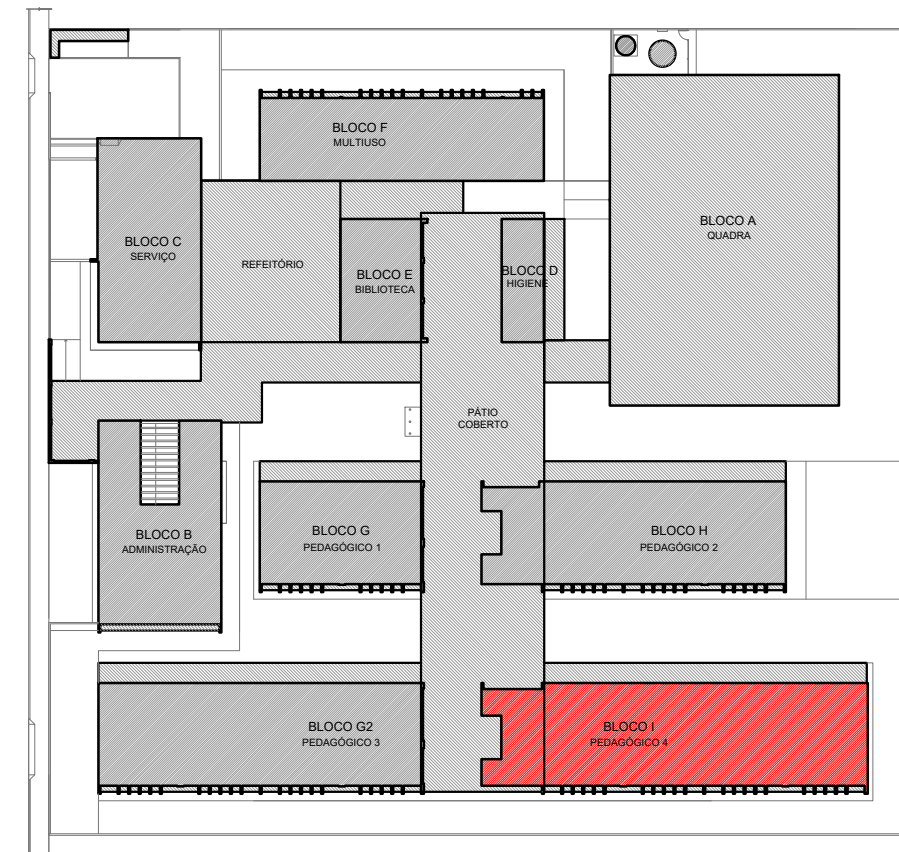 BLOCO F
MULTIUSO
BLOCO A
QUADRA
BLOCO C
SERVIÇO
REFEITÓRIO
BLOCO E
BIBLIOTECA
BLOCO D
HIGIENE
PÁTIO
COBERTO
BLOCO B
ADMINISTRAÇÃO
BLOCO G
PEDAGÓGICO 1
BLOCO H
PEDAGÓGICO 2
BLOCO G2
PEDAGÓGICO 3
BLOCO I
PEDAGÓGICO 4